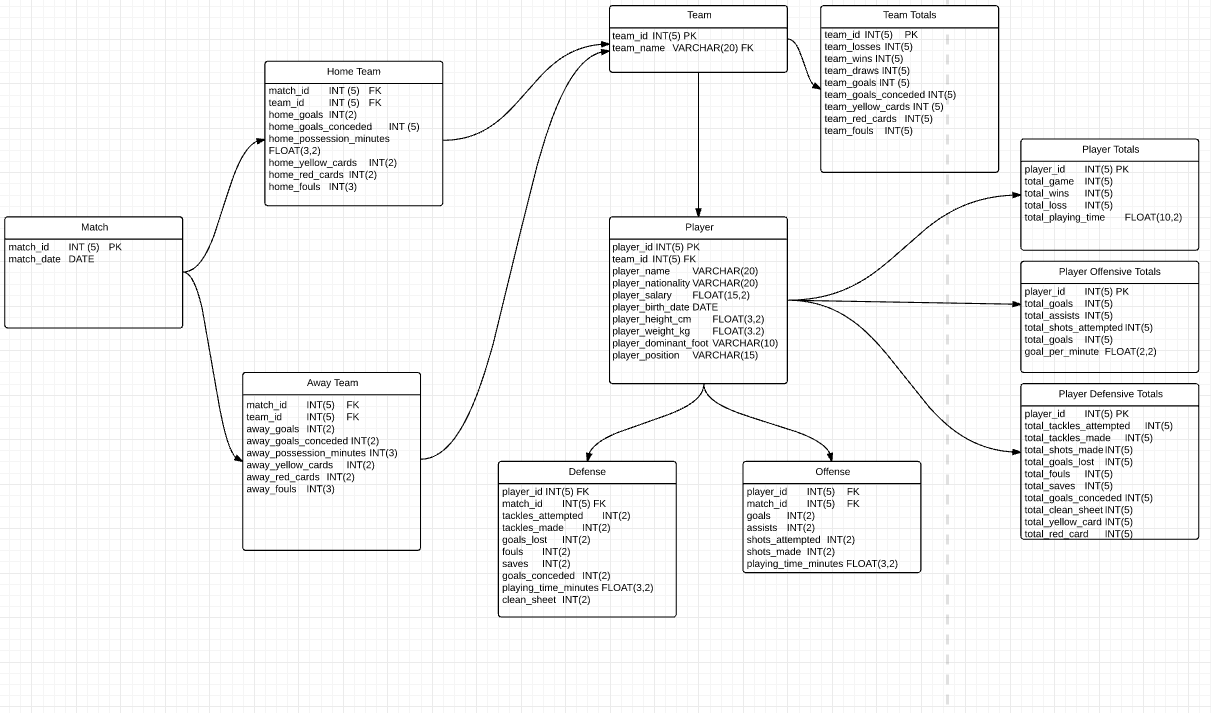 Team
team_id INT(5) PK
team_name VARCHAR(20) FK
Team Totals
team_id INT(5) PK
team_losses INT(5)
team_wins INT(5)
team_draws INT(5)
team_goals INT (5)
team_goals_conceded INT(5)
team_yellow_cards INT (5)
team_red_cards INT(5)
team_fouls INT(5)
Home Team
match_id INT (5) FK
team_id INT (5) FK
home_goals INT(2)
home_goals_conceded INT (5)
home_possession_minutes
FLOAT(3,2)
home_yellow_cards INT(2)
home_red_cards INT(2)
home_fouls INT(3)
Player Totals
player_id INT(5) PK
total_game INT(5)
total_wins INT(5)
total_loss INT(5)
total_playing_time FLOAT(10,2)
Match
match_id INT (5) PK
match_date DATE
Player
player_id INT(5) PK
team_id INT(5) FK
player_name VARCHAR(20)
player_nationality VARCHAR(20)
player_salary FLOAT(15,2)
player_birth_date DATE
player_height_cm FLOAT(3,2)
player_weight_kg FLOAT(3.2)
player_dominant_foot VARCHAR(10)
player_position VARCHAR(15)
Player Offensive Totals
player_id INT(5) PK
total_goals INT(5)
total_assists INT(5)
total_shots_attempted INT(5)
total_goals INT(5)
goal_per_minute FLOAT(2,2)
Away Team
match_id INT(5) FK
team_id INT(5) FK
away_goals INT(2)
away_goals_conceded INT(2)
away_possession_minutes INT(3)
away_yellow_cards INT(2)
away_red_cards INT(2)
away_fouls INT(3)
Player Defensive Totals
player_id INT(5) PK
total_tackles_attempted INT(5)
total_tackles_made INT(5)
total_shots_made INT(5)
total_goals_lost INT(5)
total_fouls INT(5)
total_saves INT(5)
total_goals_conceded INT(5)
total_clean_sheet INT(5)
total_yellow_card INT(5)
total_red_card INT(5)
Defense
player_id INT(5) FK
match_id INT(5) FK
tackles_attempted INT(2)
tackles_made INT(2)
goals_lost INT(2)
fouls INT(2)
saves INT(2)
goals_conceded INT(2)
playing_time_minutes FLOAT(3,2)
clean_sheet INT(2)
Offense
player_id INT(5) FK
match_id INT(5) FK
goals INT(2)
assists INT(2)
shots_attempted INT(2)
shots_made INT(2)
playing_time_minutes FLOAT(3,2)